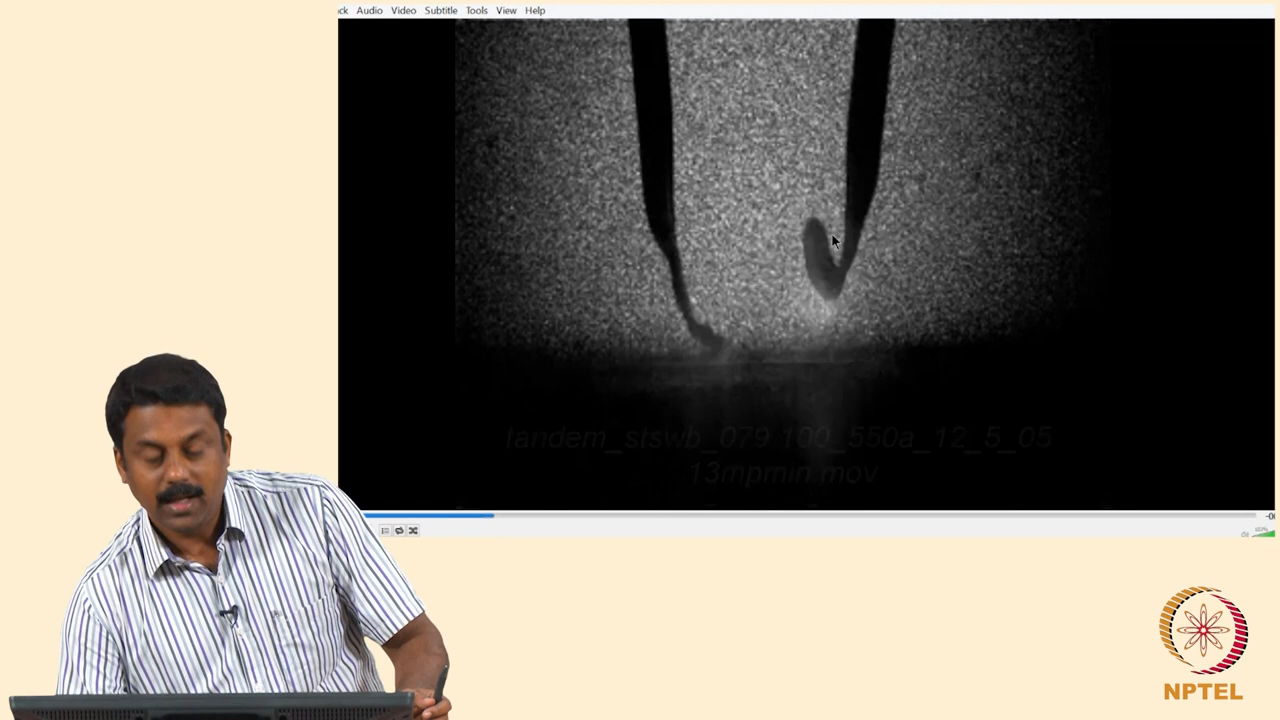 Audio Video Subtitle Tools View Help
tandem_stswb_079 100_550a_12_5_05
13mpmin.mov
NPTEL